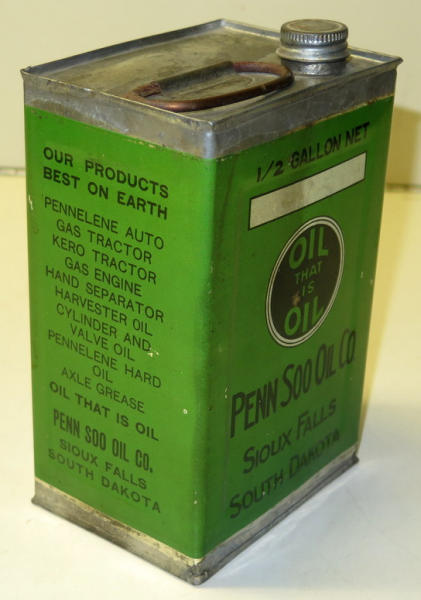 OUR PRODUCTS
BEST ON EARTH
PENNELENE AUTO
GAS TRACTOR
KERO TRACTOR
GAS ENGINE
HAND SEPARATOR
HARVESTER OIL
CYLINDER AND
VALVE OIL
PENNELENE HARD
OIL
AXLE GREASE
OIL THAT IS OIL
PENN SOO OIL CO.
SIOUX FALLS
SOUTH DAKOTA
1/2 GALLON NET
OIL
THAT
IS
OIL
PENN SOO OIL CO
SIOUX FALLS
SOUTH DAKOTA